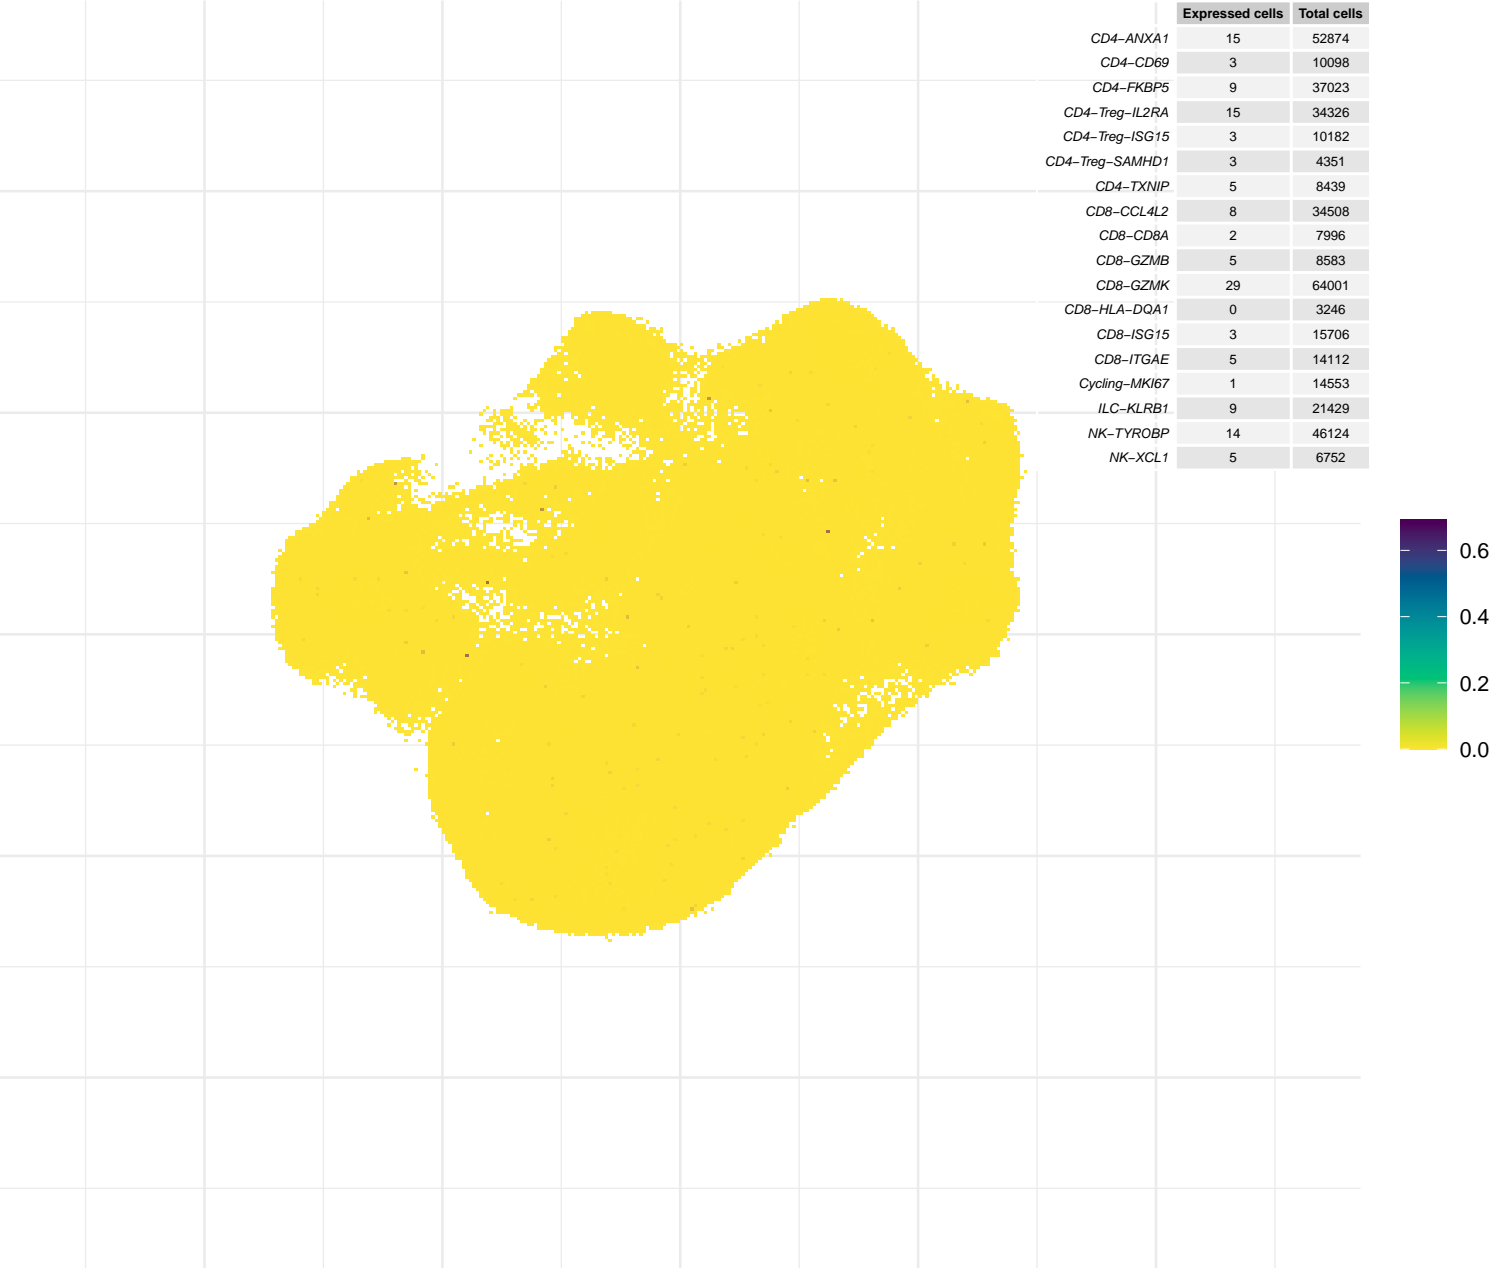 Expressed cells Total cells
CD4−ANXA1 15 52874
CD4−CD69 3 10098
CD4−FKBP5 9 37023
CD4−Treg−IL2RA 15 34326
CD4−Treg−ISG15 3 10182
CD4−Treg−SAMHD1 3 4351
CD4−TXNIP 5 8439
CD8−CCL4L2 8 34508
CD8−CD8A 2 7996
CD8−GZMB 5 8583
CD8−GZMK 29 64001
CD8−HLA−DQA1 0 3246
CD8−ISG15 3 15706
CD8−ITGAE 5 14112
Cycling−MKI67 1 14553
ILC−KLRB1 9 21429
NK−TYROBP 14 46124
NK−XCL1 5 6752
0.6
0.4
0.2
0.0